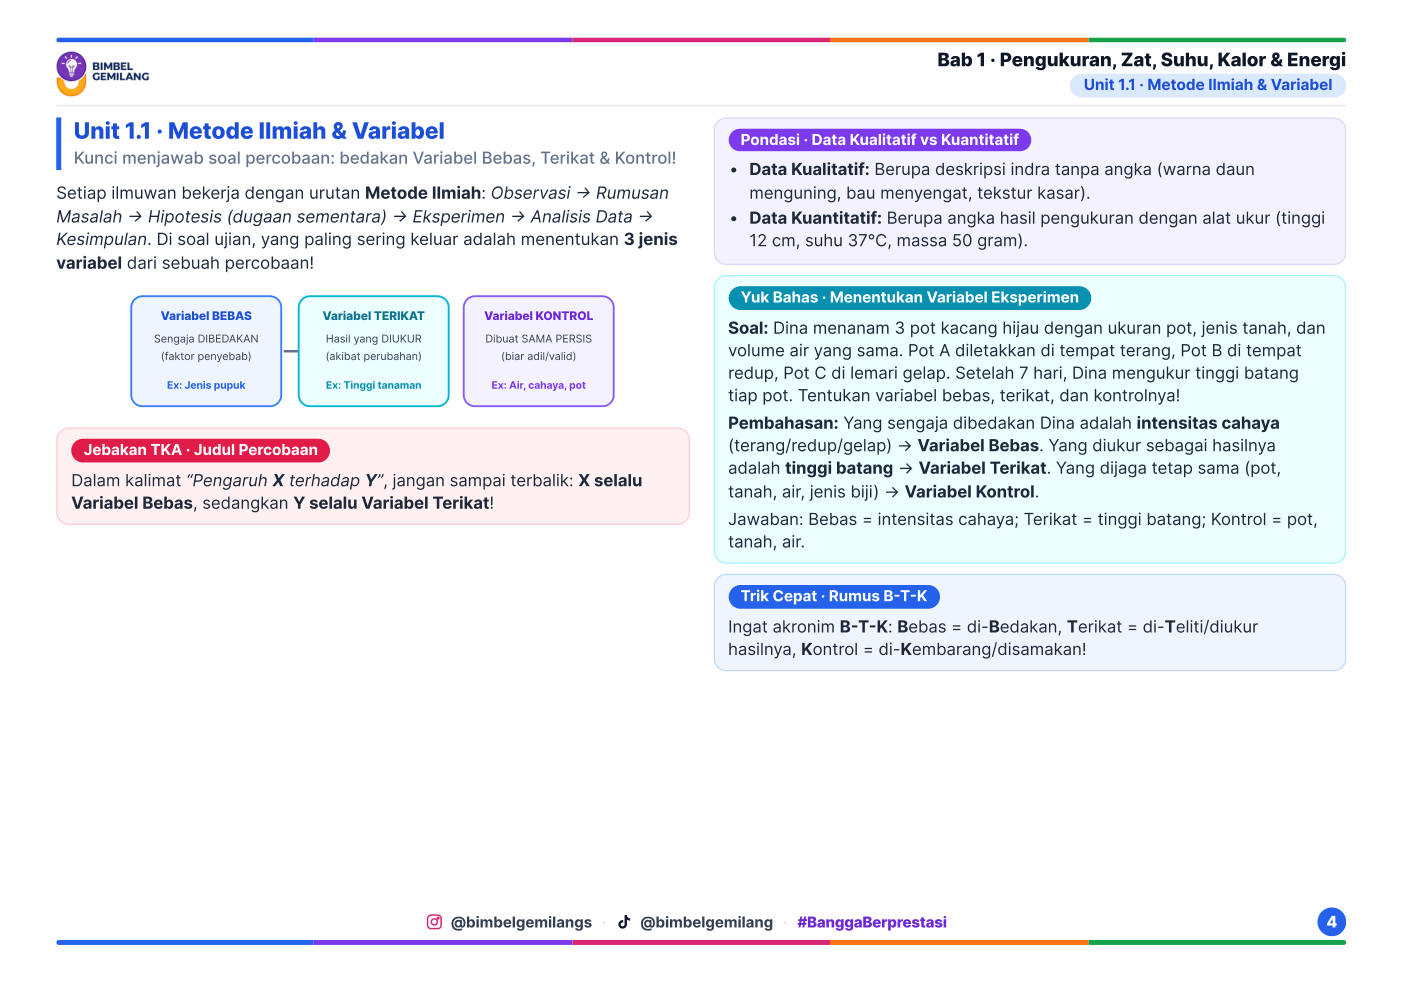 BIMBEL
GEMILANG
Bab 1 · Pengukuran, Zat, Suhu, Kalor & Energi
Unit 1.1 · Metode Ilmiah & Variabel
Unit 1.1 · Metode Ilmiah & Variabel
Kunci menjawab soal percobaan: bedakan Variabel Bebas, Terikat & Kontrol!
Setiap ilmuwan bekerja dengan urutan Metode Ilmiah: Observasi → Rumusan
Masalah → Hipotesis (dugaan sementara) → Eksperimen → Analisis Data →
Kesimpulan. Di soal ujian, yang paling sering keluar adalah menentukan 3 jenis
variabel dari sebuah percobaan!
Variabel BEBAS
Sengaja DIBEDAKAN
(faktor penyebab)
Ex: Jenis pupuk
Variabel TERIKAT
Hasil yang DIUKUR
(akibat perubahan)
Ex: Tinggi tanaman
Variabel KONTROL
Dibuat SAMA PERSIS
(biar adil/valid)
Ex: Air, cahaya, pot
Jebakan TKA · Judul Percobaan
Dalam kalimat “Pengaruh X terhadap Y”, jangan sampai terbalik: X selalu
Variabel Bebas, sedangkan Y selalu Variabel Terikat!
Pondasi · Data Kualitatif vs Kuantitatif
• Data Kualitatif: Berupa deskripsi indra tanpa angka (warna daun
menguning, bau menyengat, tekstur kasar).
• Data Kuantitatif: Berupa angka hasil pengukuran dengan alat ukur (tinggi
12 cm, suhu 37°C, massa 50 gram).
Yuk Bahas · Menentukan Variabel Eksperimen
Soal: Dina menanam 3 pot kacang hijau dengan ukuran pot, jenis tanah, dan
volume air yang sama. Pot A diletakkan di tempat terang, Pot B di tempat
redup, Pot C di lemari gelap. Setelah 7 hari, Dina mengukur tinggi batang
tiap pot. Tentukan variabel bebas, terikat, dan kontrolnya!
Pembahasan: Yang sengaja dibedakan Dina adalah intensitas cahaya
(terang/redup/gelap) → Variabel Bebas. Yang diukur sebagai hasilnya
adalah tinggi batang → Variabel Terikat. Yang dijaga tetap sama (pot,
tanah, air, jenis biji) → Variabel Kontrol.
Jawaban: Bebas = intensitas cahaya; Terikat = tinggi batang; Kontrol = pot,
tanah, air.
Trik Cepat · Rumus B-T-K
Ingat akronim B-T-K: Bebas = di-Bedakan, Terikat = di-Teliti/diukur
hasilnya, Kontrol = di-Kembarang/disamakan!
@bimbelgemilangs · @bimbelgemilang · #BanggaBerprestasi
4